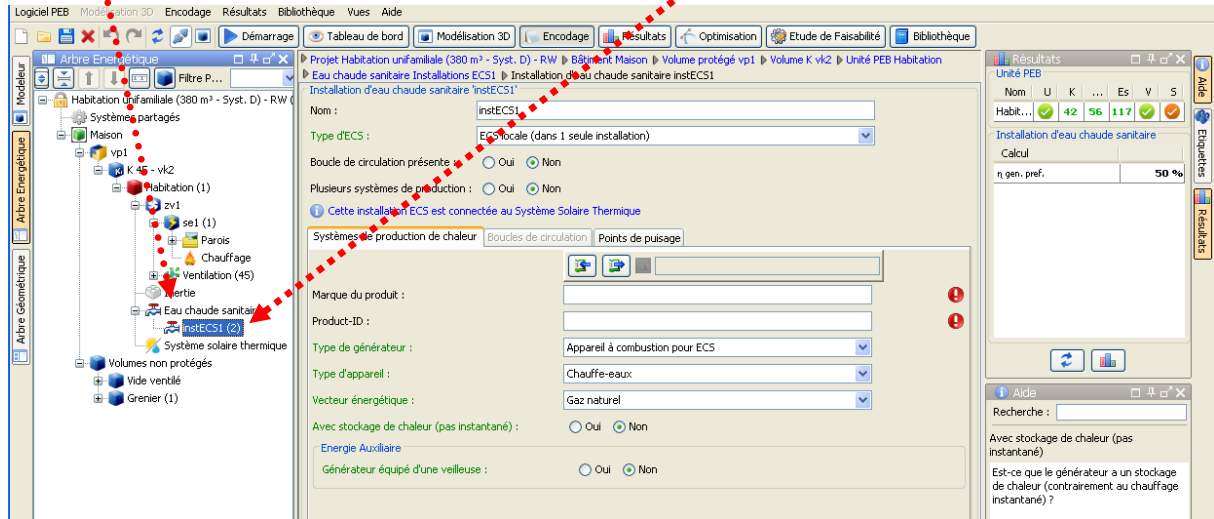 Logiciel PEB Modélisation 3D Encodage Résultats Bibliothèque Vues Aide
Démarrage Tableau de bord Modélisation 3D Encodage Résultats Optimisation Etude de Faisabilité Bibliothèque
Modeleur
Arbre Energétique
Arbre Géométrique
Arbre Energétique
Filtre P...
Habitation unifamiliale (380 m³ - Syst. D) - RW (
Systèmes partagés
Maison
vp1
K 45 - vk2
Habitation (1)
zv1
se1 (1)
Parois
Chauffage
Ventilation (45)
Inertie
Eau chaude sanitaire
instECS1 (2)
Système solaire thermique
Volumes non protégés
Vide ventilé
Grenier (1)
Projet Habitation unifamiliale (380 m³ - Syst. D) - RW Bâtiment Maison Volume protégé vp1 Volume K vk2 Unité PEB Habitation
Eau chaude sanitaire Installations ECS1 Installation d'eau chaude sanitaire instECS1
Installation d'eau chaude sanitaire 'instECS1'
Nom : instECS1
Type d'ECS : ECS locale (dans 1 seule installation)
Boucle de circulation présente : Oui Non
Plusieurs systèmes de production : Oui Non
Cette installation ECS est connectée au Système Solaire Thermique
Systèmes de production de chaleur Boucles de circulation Points de puisage
Marque du produit :
Product-ID :
Type de générateur : Appareil à combustion pour ECS
Type d'appareil : Chauffe-eaux
Vecteur énergétique : Gaz naturel
Avec stockage de chaleur (pas instantané) : Oui Non
Energie Auxiliaire
Générateur équipé d'une veilleuse : Oui Non
Résultats
Unité PEB
Nom U K ... Es V S
Habit... 42 56 117
Installation d'eau chaude sanitaire
Calcul
η gen. pref. 50 %
Aide
Recherche :
Avec stockage de chaleur (pas
instantané)
Est-ce que le générateur a un stockage
de chaleur (contrairement au chauffage
instantané) ?
Aide
Etiquettes
Résultats